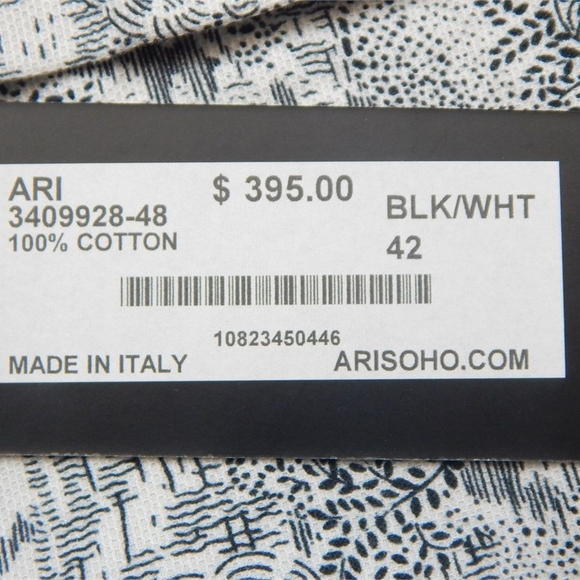 ARI $ 395.00
3409928-48 BLK/WHT
100% COTTON 42
10823450446
MADE IN ITALY ARISOHO.COM